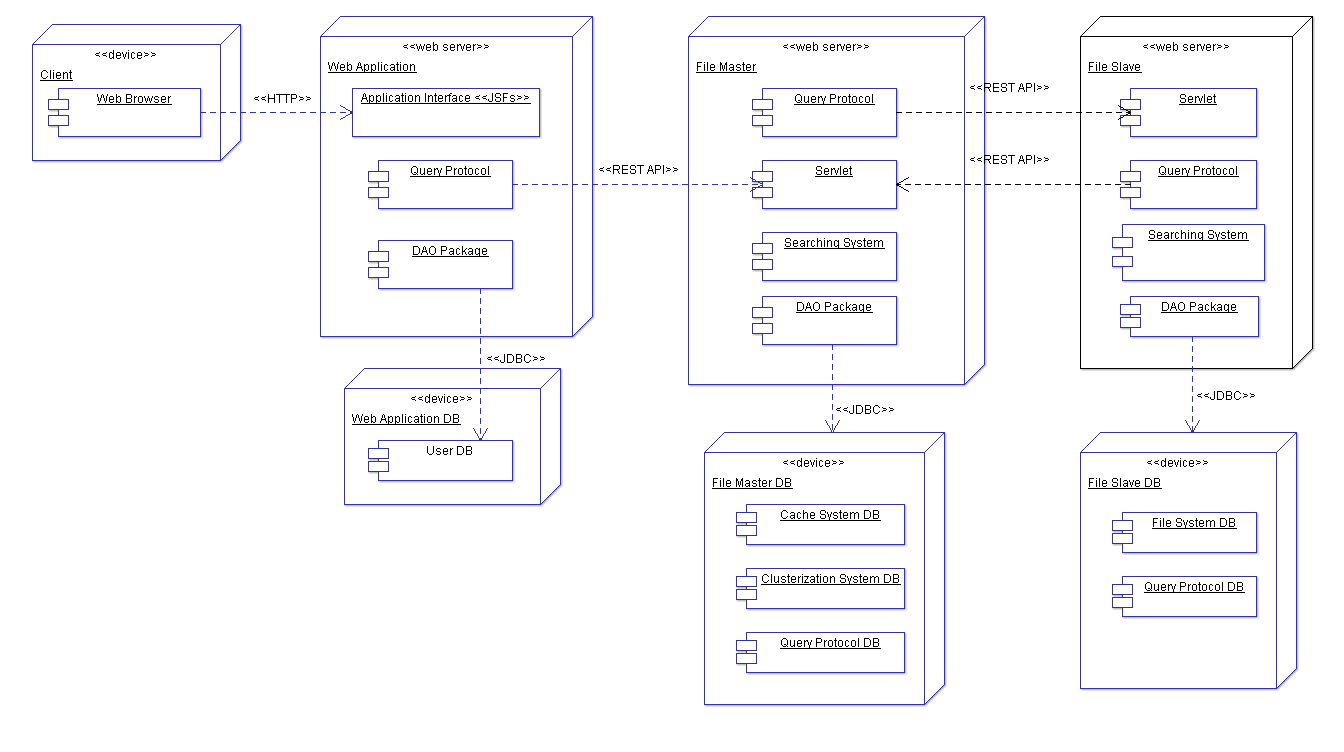 <<device>>
Client
Web Browser
<<HTTP>>
<<web server>>
Web Application
Application Interface <<JSFs>>
Query Protocol
DAO Package
<<REST API>>
<<JDBC>>
<<device>>
Web Application DB
User DB
<<web server>>
File Master
Query Protocol
Servlet
Searching System
DAO Package
<<REST API>>
<<REST API>>
<<JDBC>>
<<device>>
File Master DB
Cache System DB
Clusterization System DB
Query Protocol DB
<<web server>>
File Slave
Servlet
Query Protocol
Searching System
DAO Package
<<JDBC>>
<<device>>
File Slave DB
File System DB
Query Protocol DB